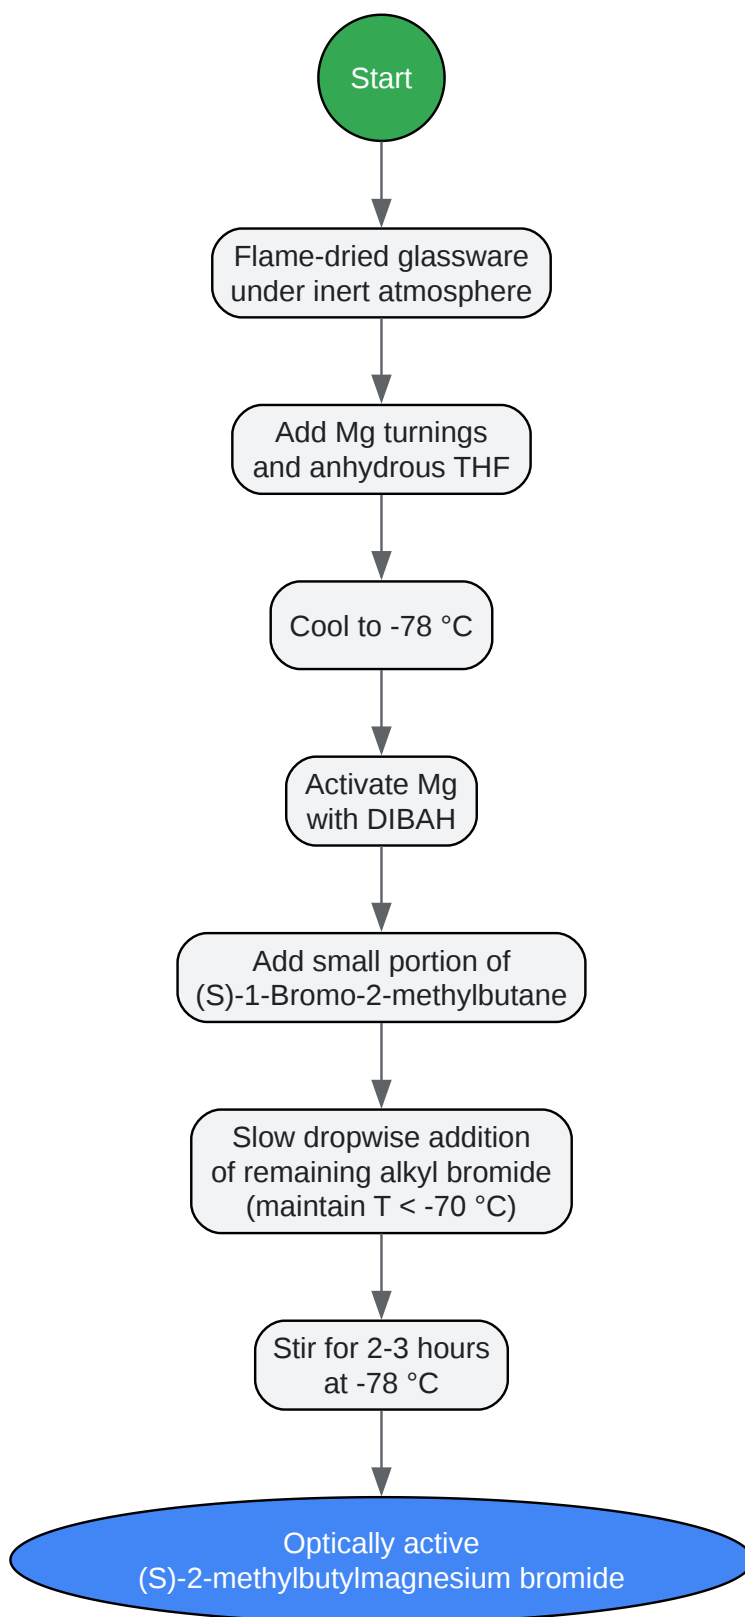 Start
Flame-dried glassware
under inert atmosphere
Add Mg turnings
and anhydrous THF
Cool to -78 °C
Activate Mg
with DIBAH
Add small portion of
(S)-1-Bromo-2-methylbutane
Slow dropwise addition
of remaining alkyl bromide
(maintain T < -70 °C)
Stir for 2-3 hours
at -78 °C
Optically active
(S)-2-methylbutylmagnesium bromide